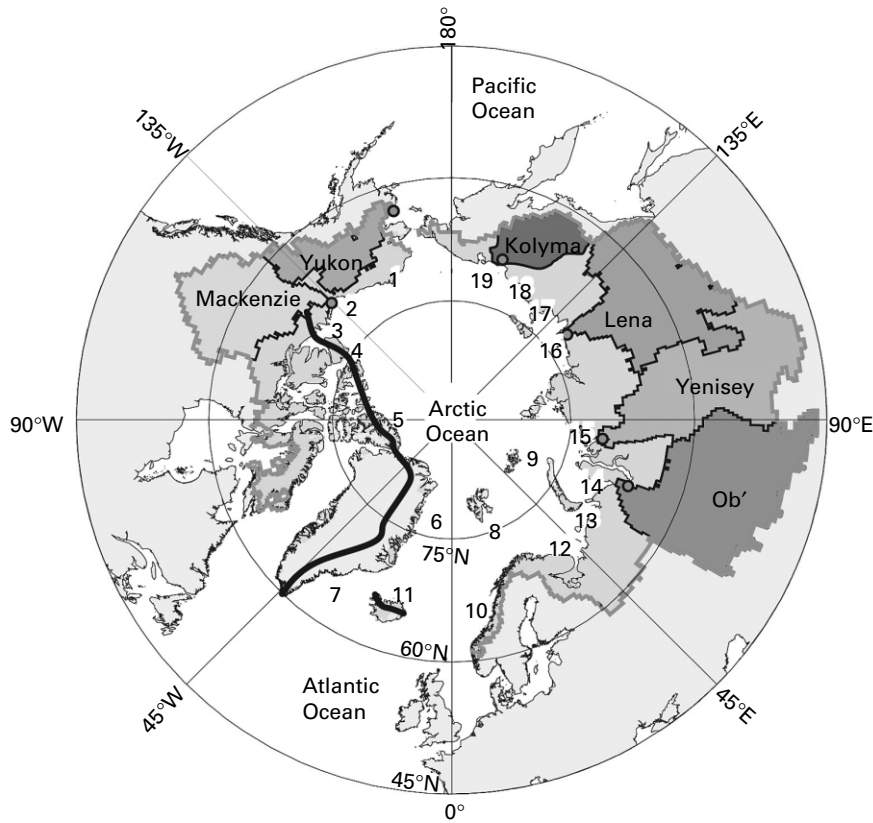 180°
Pacific
Ocean
135°W
135°E
Kolyma
Yukon
1
19
18
Mackenzie
2
17
3
Lena
4
16
Yenisey
90°W
5
Arctic
Ocean
15
90°E
9
14
Ob′
6
13
8
75°N
12
7
11
10
60°N
Atlantic
Ocean
45°W
45°E
45°N
0°